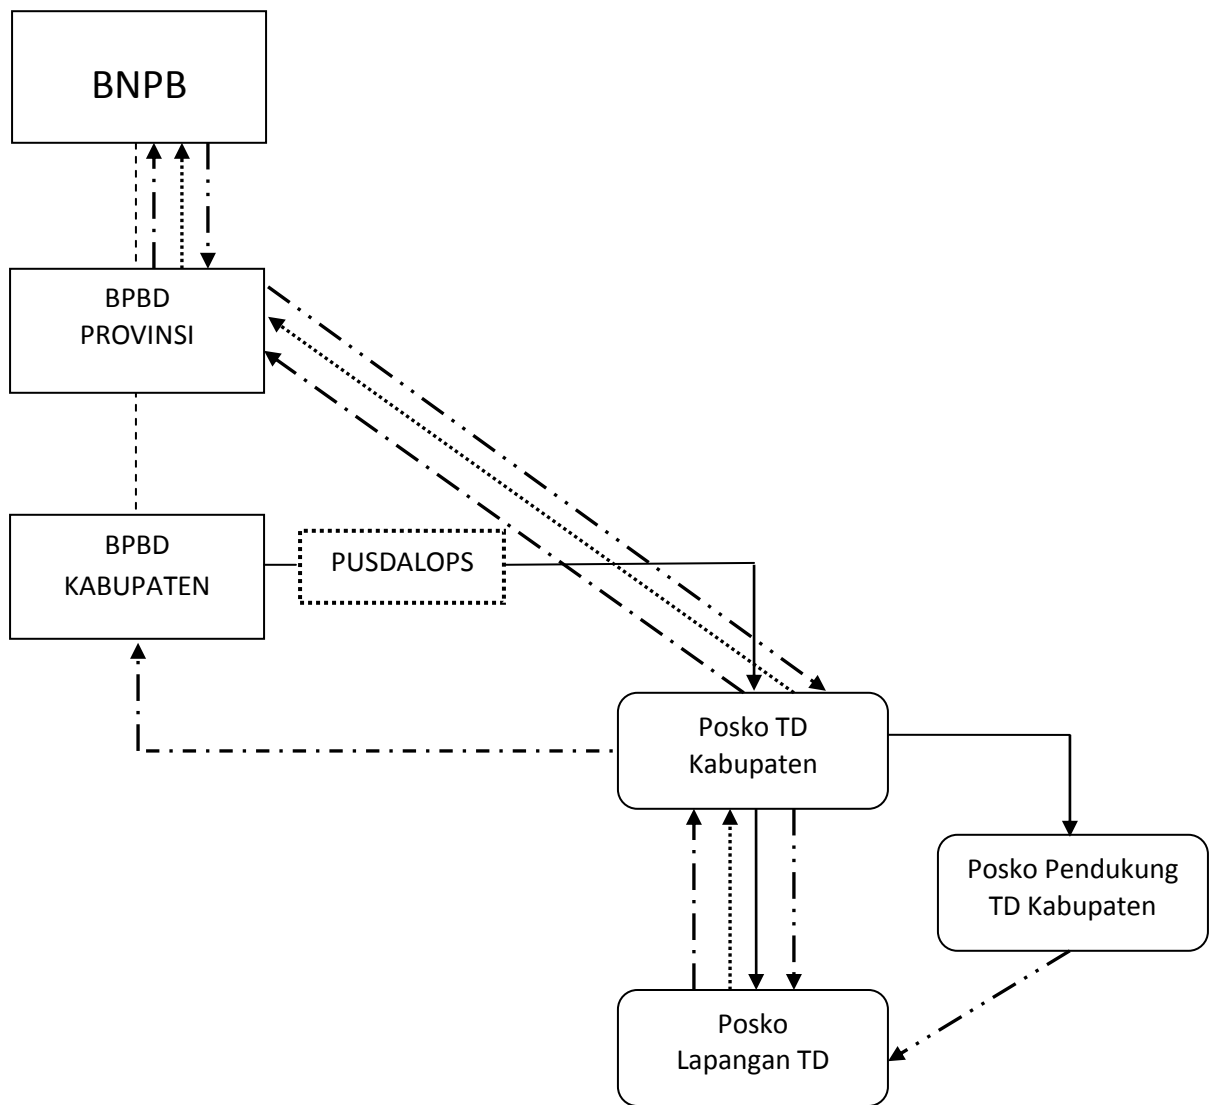 BNPB
BPBD
PROVINSI
BPBD
KABUPATEN
PUSDALOPS
Posko TD
Kabupaten
Posko Pendukung
TD Kabupaten
Posko
Lapangan TD